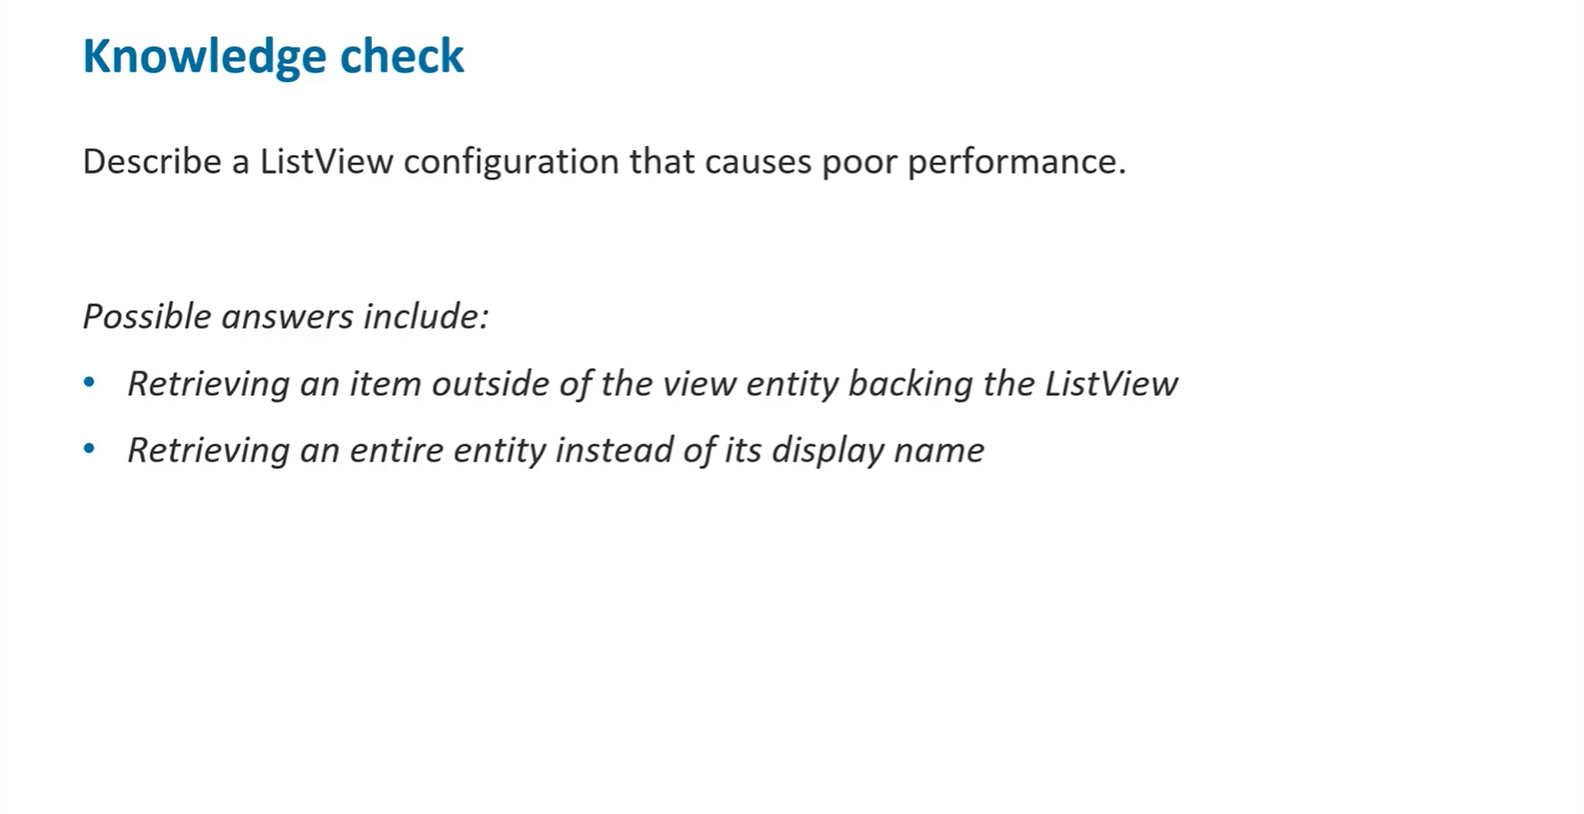 Knowledge check
Describe a ListView configuration that causes poor performance.
Possible answers include:
• Retrieving an item outside of the view entity backing the ListView
• Retrieving an entire entity instead of its display name